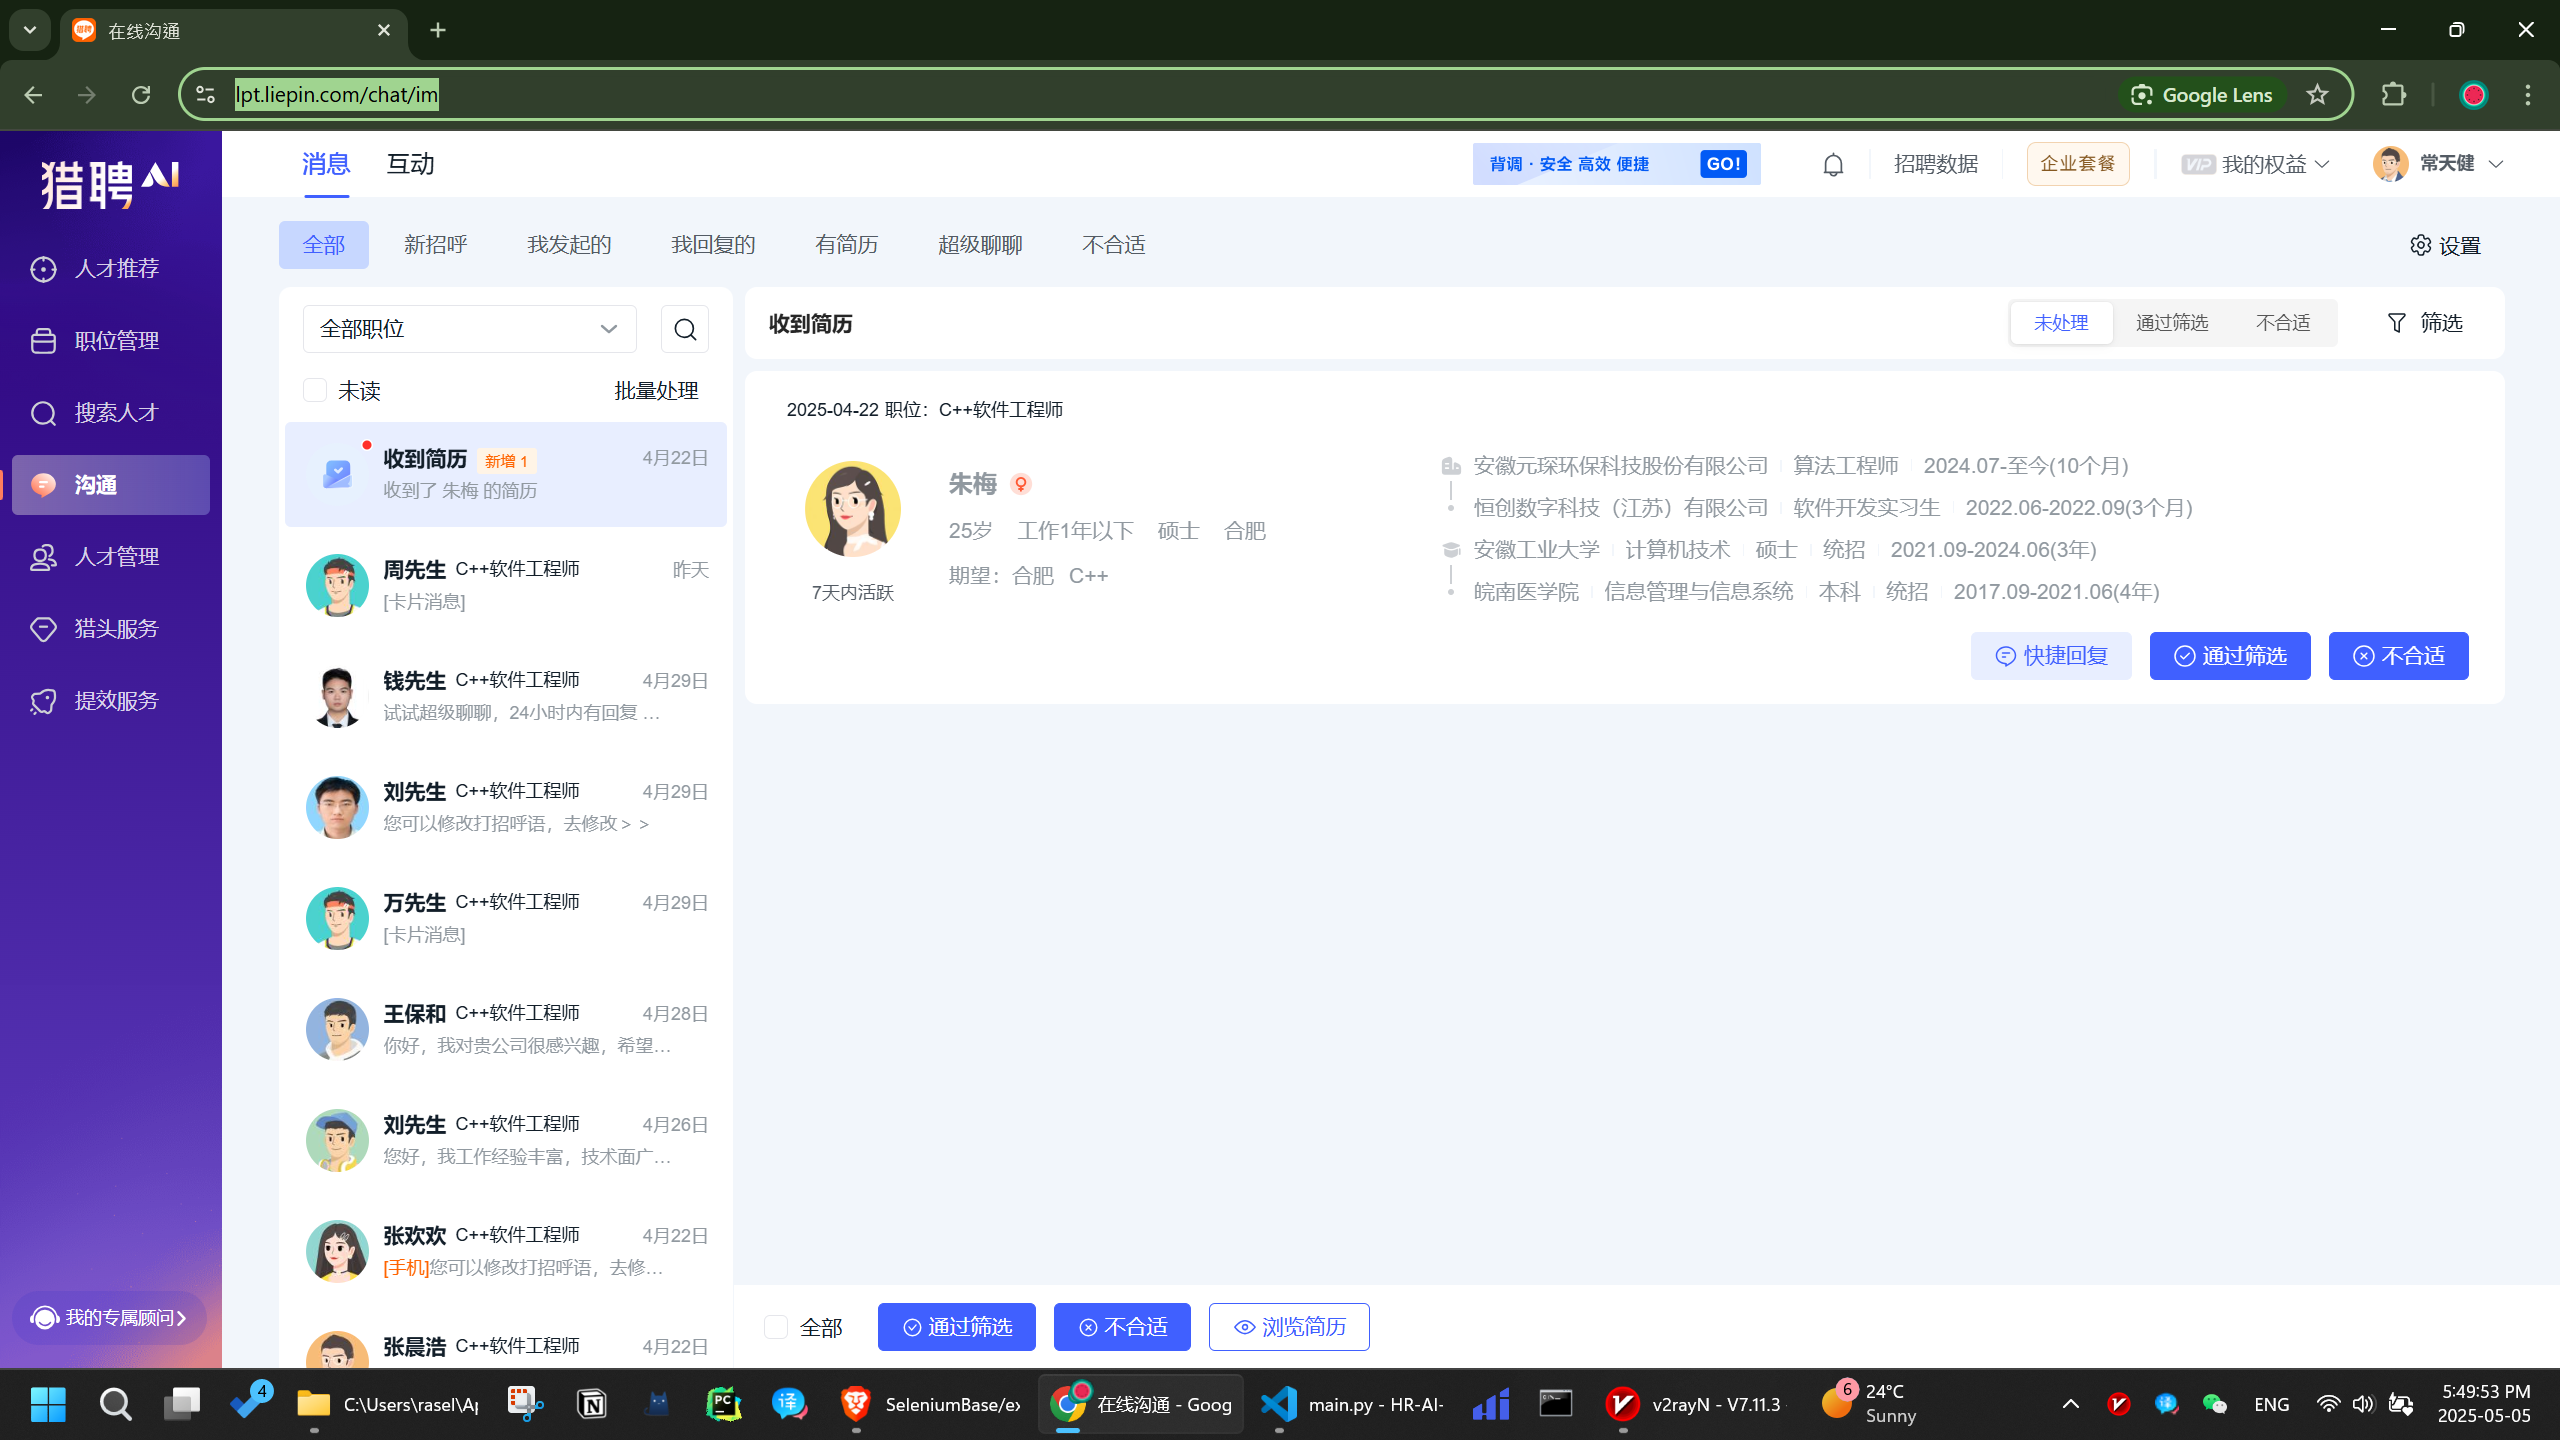 在线沟通
lpt.liepin.com/chat/im
Google Lens
猎聘AI
人才推荐
职位管理
搜索人才
沟通
人才管理
猎头服务
提效服务
我的专属顾问
消息
互动
背调·安全 高效 便捷 GO!
招聘数据
企业套餐
VIP 我的权益
常天健
全部
新招呼
我发起的
我回复的
有简历
超级聊聊
不合适
设置
全部职位
未读
批量处理
收到简历 新增 1 4月22日
收到了 朱梅 的简历
周先生 C++软件工程师 昨天
[卡片消息]
钱先生 C++软件工程师 4月29日
试试超级聊聊，24小时内有回复 ...
刘先生 C++软件工程师 4月29日
您可以修改打招呼语，去修改＞＞
万先生 C++软件工程师 4月29日
[卡片消息]
王保和 C++软件工程师 4月28日
你好，我对贵公司很感兴趣，希望...
刘先生 C++软件工程师 4月26日
您好，我工作经验丰富，技术面广...
张欢欢 C++软件工程师 4月22日
[手机]您可以修改打招呼语，去修...
张晨浩 C++软件工程师 4月22日
收到简历
未处理
通过筛选
不合适
筛选
2025-04-22 职位：C++软件工程师
朱梅
25岁 工作1年以下 硕士 合肥
期望：合肥 C++
7天内活跃
安徽元琛环保科技股份有限公司 算法工程师 2024.07-至今(10个月)
恒创数字科技（江苏）有限公司 软件开发实习生 2022.06-2022.09(3个月)
安徽工业大学 计算机技术 硕士 统招 2021.09-2024.06(3年)
皖南医学院 信息管理与信息系统 本科 统招 2017.09-2021.06(4年)
快捷回复
通过筛选
不合适
全部
通过筛选
不合适
浏览简历
4
C:\Users\rasel\Ap
PC
译
SeleniumBase/ex
在线沟通 - Goog
main.py - HR-AI-
v2rayN - V7.11.3
6
24°C
Sunny
ENG
5:49:53 PM
2025-05-05